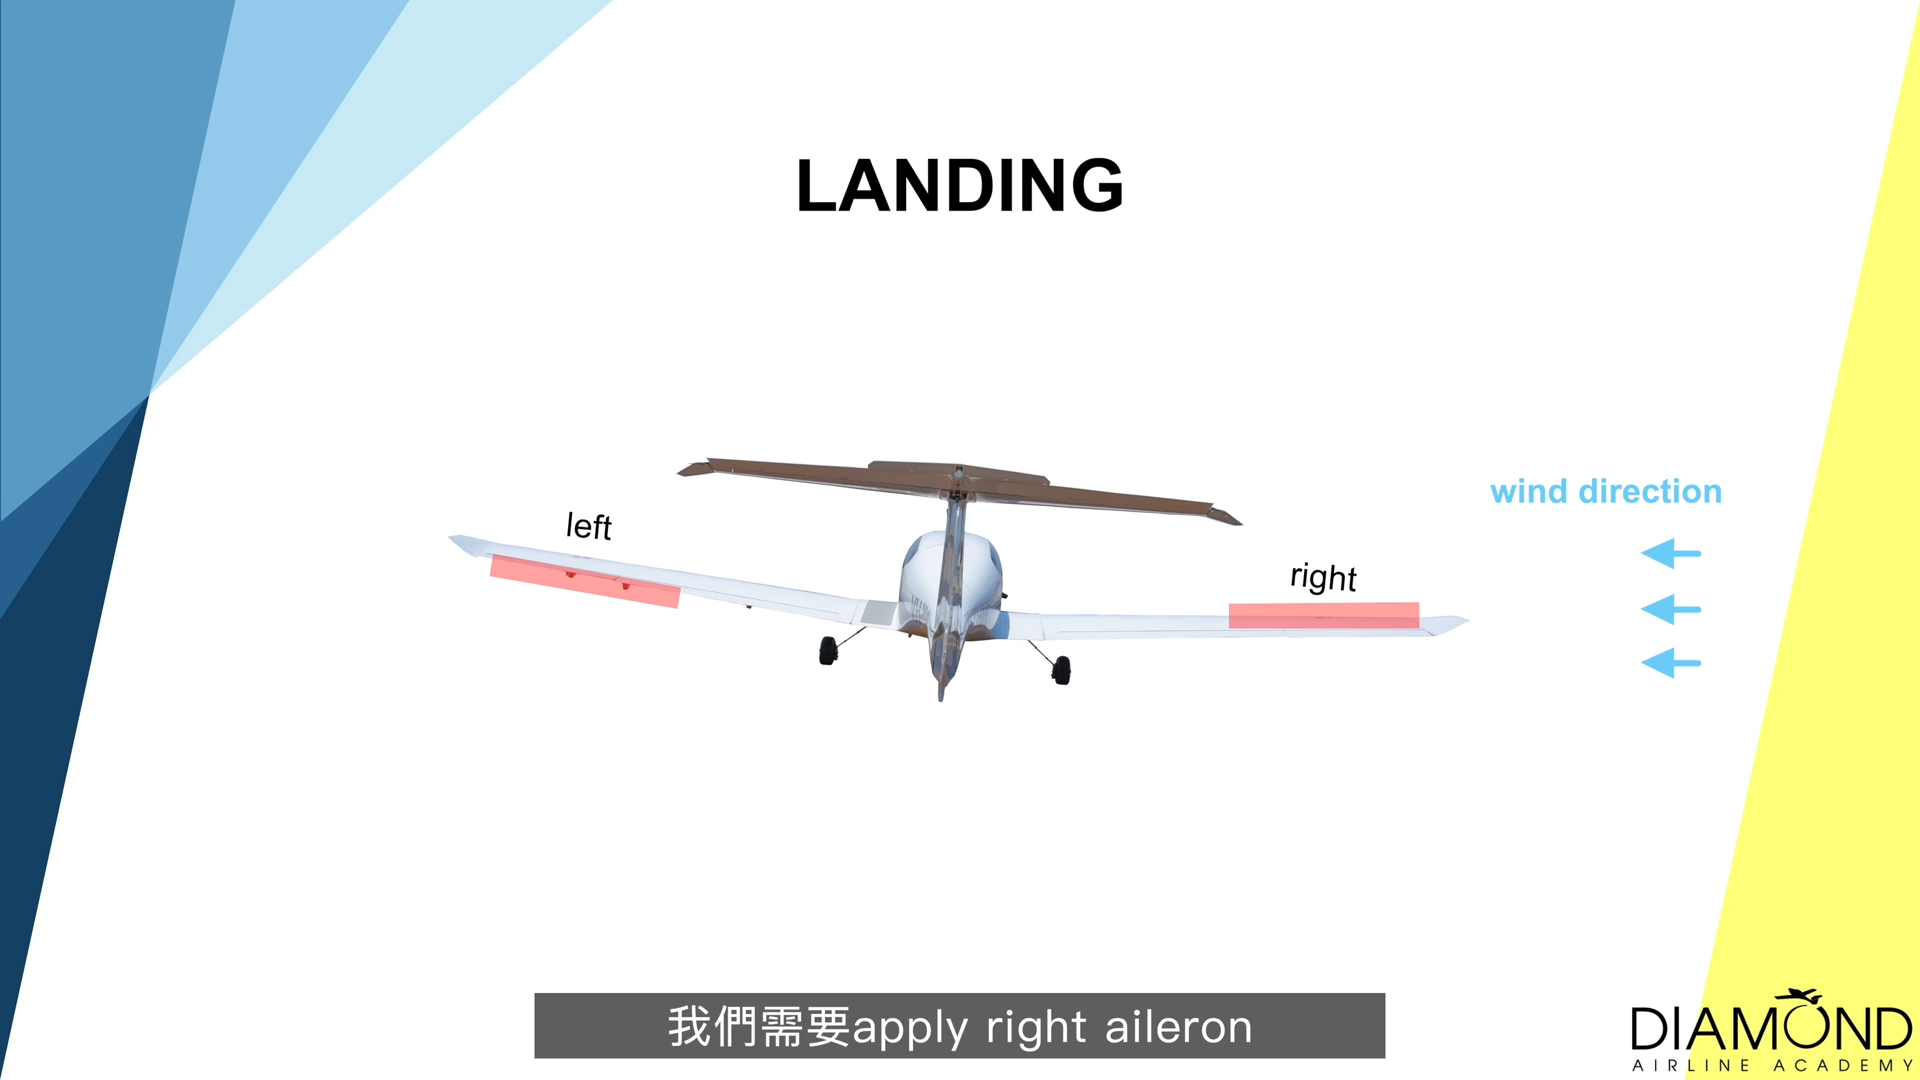 LANDING
wind direction
left
right
我們需要apply right aileron
DIAMOND
AIRLINE ACADEMY